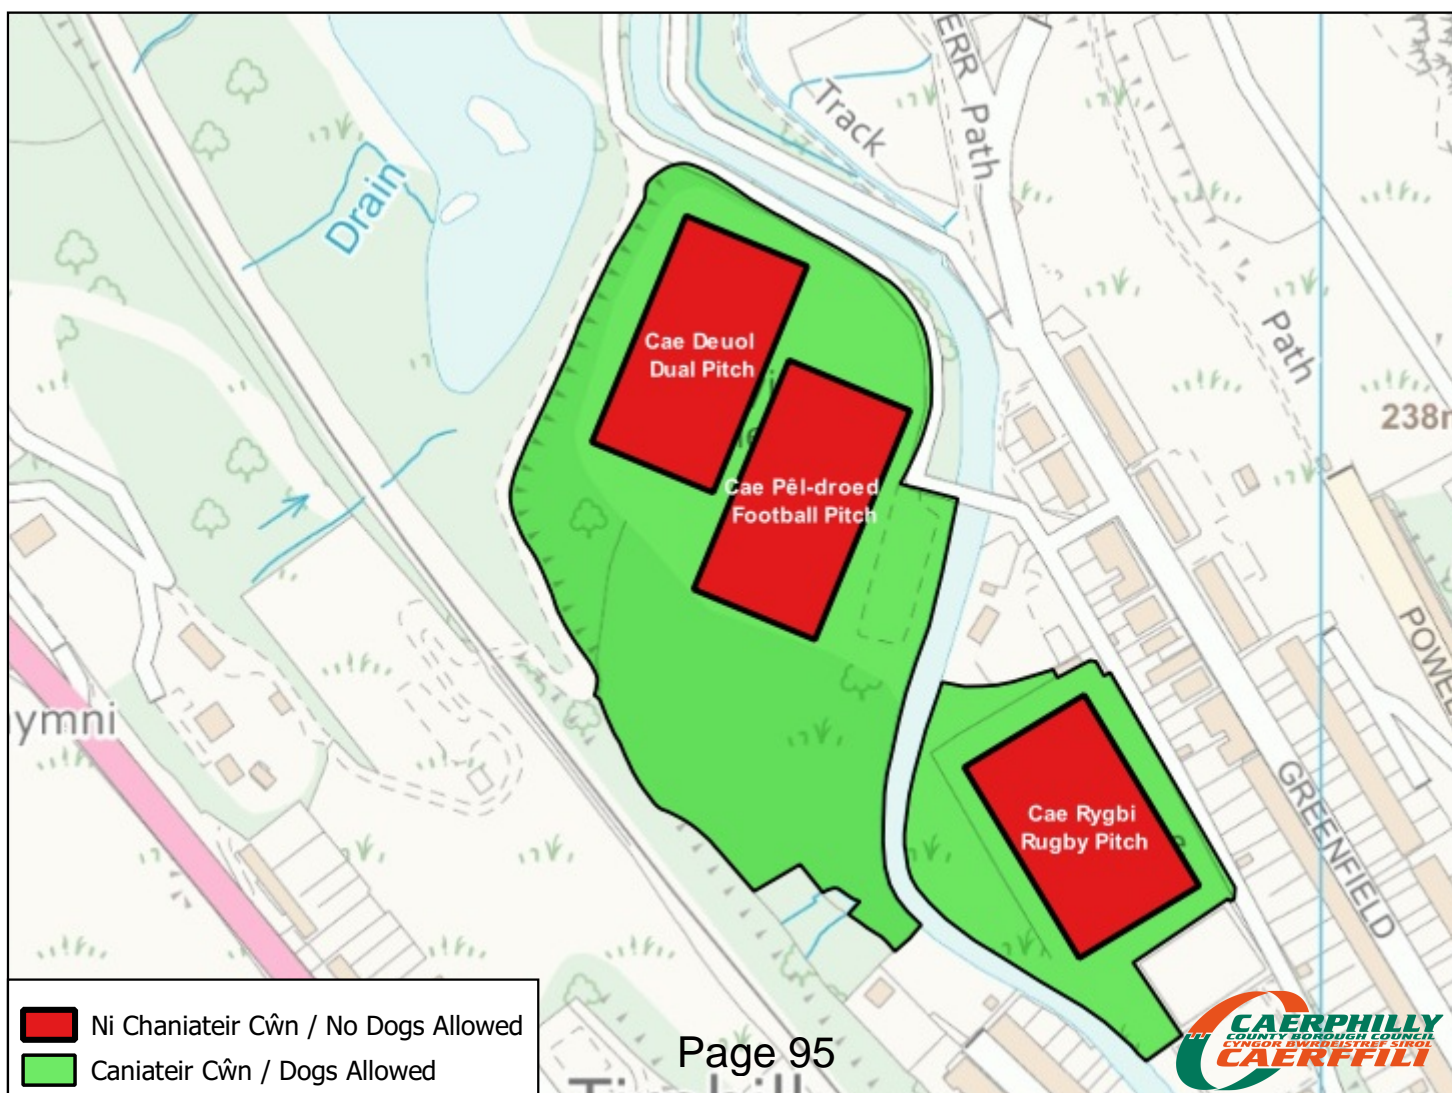 ERR Path
Track
Drain
Path
238m
Cae Deuol
Dual Pitch
Cae Pêl-droed
Football Pitch
Cae Rygbi
Rugby Pitch
GREENFIELD
POWEL
ymni
Ni Chaniateir Cŵn / No Dogs Allowed
Caniateir Cŵn / Dogs Allowed
Page 95
CAERPHILLY
COUNTY BOROUGH COUNCIL
CYNGOR BWRDEISTREF SIROL
CAERFFILI